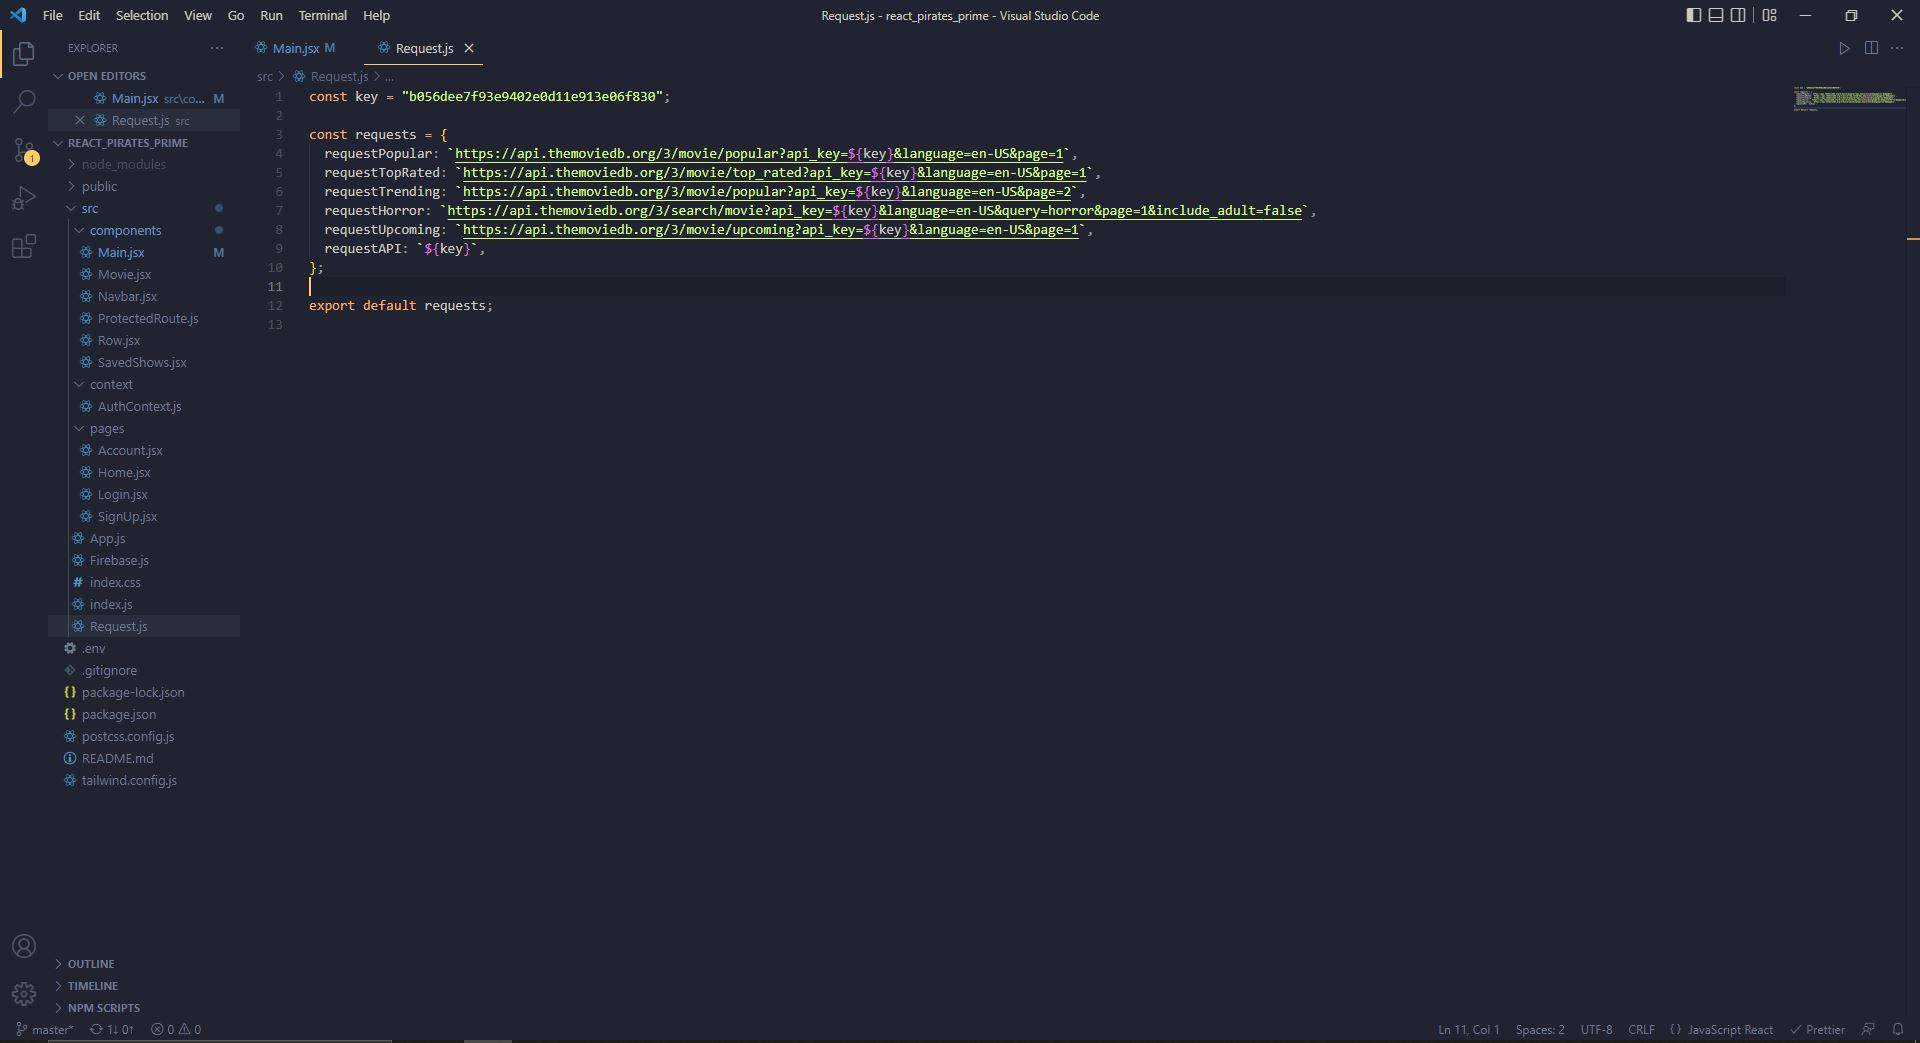 File Edit Selection View Go Run Terminal Help
Request.js - react_pirates_prime - Visual Studio Code
EXPLORER
OPEN EDITORS
Main.jsx src\co... M
Request.js src
REACT_PIRATES_PRIME
node_modules
public
src
components
Main.jsx M
Movie.jsx
Navbar.jsx
ProtectedRoute.js
Row.jsx
SavedShows.jsx
context
AuthContext.js
pages
Account.jsx
Home.jsx
Login.jsx
SignUp.jsx
App.js
Firebase.js
# index.css
index.js
Request.js
.env
.gitignore
{} package-lock.json
{} package.json
postcss.config.js
README.md
tailwind.config.js
OUTLINE
TIMELINE
NPM SCRIPTS
1
Main.jsx M
Request.js
src > Request.js > ...
1 const key = "b056dee7f93e9402e0d11e913e06f830";
2
3 const requests = {
4 requestPopular: `https://api.themoviedb.org/3/movie/popular?api_key=${key}&language=en-US&page=1`,
5 requestTopRated: `https://api.themoviedb.org/3/movie/top_rated?api_key=${key}&language=en-US&page=1`,
6 requestTrending: `https://api.themoviedb.org/3/movie/popular?api_key=${key}&language=en-US&page=2`,
7 requestHorror: `https://api.themoviedb.org/3/search/movie?api_key=${key}&language=en-US&query=horror&page=1&include_adult=false`,
8 requestUpcoming: `https://api.themoviedb.org/3/movie/upcoming?api_key=${key}&language=en-US&page=1`,
9 requestAPI: `${key}`,
10 };
11
12 export default requests;
13
master* 1↓ 0↑ 0 0
Ln 11, Col 1 Spaces: 2 UTF-8 CRLF {} JavaScript React Prettier